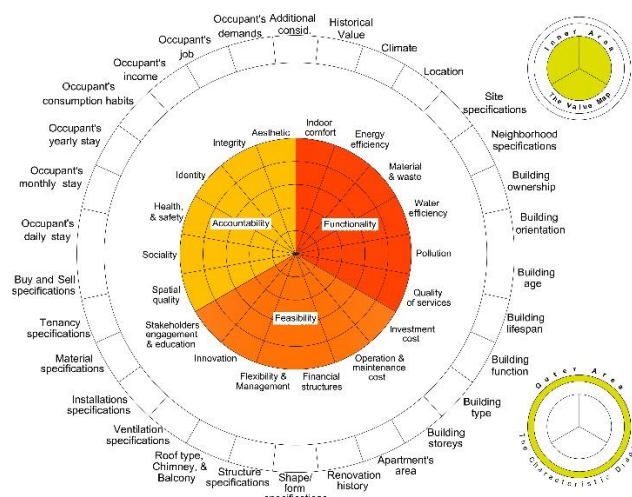 Additional
consid.
Historical
Value
Climate
Location
Site
specifications
Neighborhood
specifications
Building
ownership
Building
orientation
Building
age
Building
lifespan
Building
function
Building
type
Building
storeys
Apartment's
area
Renovation
history
Shape/
form
specifications
Structure
specifications
Roof type,
Chimney, &
Balcony
Ventilation
specifications
Installations
specifications
Material
specifications
Tenancy
specifications
Buy and Sell
specifications
Occupant's
daily stay
Occupant's
monthly stay
Occupant's
yearly stay
Occupant's
consumption habits
Occupant's
income
Occupant's
job
Occupant's
demands
Indoor
comfort
Energy
efficiency
Material
& waste
Water
efficiency
Pollution
Quality
of services
Investment
cost
Operation &
maintenance
cost
Financial
structures
Flexibility &
Management
Innovation
Stakeholders
engagement
& education
Spatial
quality
Sociality
Health,
& safety
Identity
Integrity
Aesthetic
Accountability
Functionality
Feasibility
Inner Area
The Value Map
Outer Area
The Characteristic